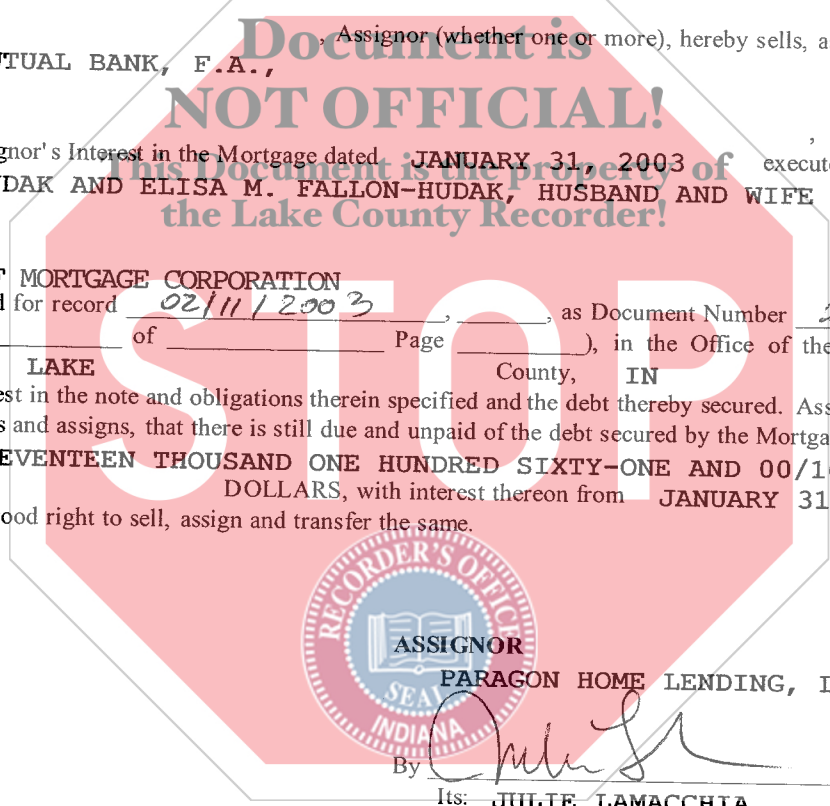 Document is
, Assignor (whether one or more), hereby sells, a
TUAL BANK, F.A.,
NOT OFFICIAL!
,
gnor's Interest in the Mortgage dated JANUARY 31, 2003 execute
This Document is the property of
DAK AND ELISA M. FALLON-HUDAK, HUSBAND AND WIFE
the Lake County Recorder!
T MORTGAGE CORPORATION
d for record 02/11/2003, ______, as Document Number 2
of Page ), in the Office of the
LAKE County, IN
est in the note and obligations therein specified and the debt thereby secured. Ass
s and assigns, that there is still due and unpaid of the debt secured by the Mortga
EVENTEEN THOUSAND ONE HUNDRED SIXTY-ONE AND 00/1
DOLLARS, with interest thereon from JANUARY 31
ood right to sell, assign and transfer the same.
STOP
RECORDER'S OFFICE
SEAL
INDIANA
ASSIGNOR
PARAGON HOME LENDING,
By
Its: JULIE LAMACCHIA